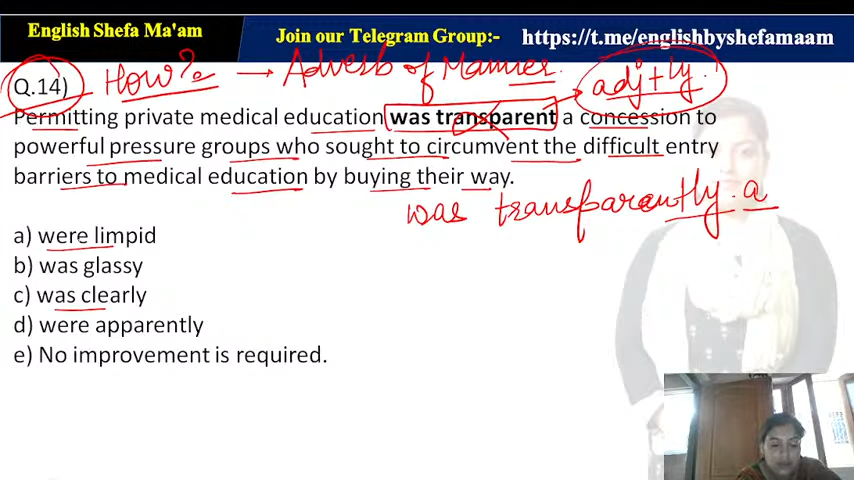 English Shefa Ma'am
Join our Telegram Group:- https://t.me/englishbyshefamaam
How? → Adverb of Manner.
adj+ly.
Q.14)
Permitting private medical education was transparent a concession to
powerful pressure groups who sought to circumvent the difficult entry
barriers to medical education by buying their way.
was transparently. a
a) were limpid
b) was glassy
c) was clearly
d) were apparently
e) No improvement is required.